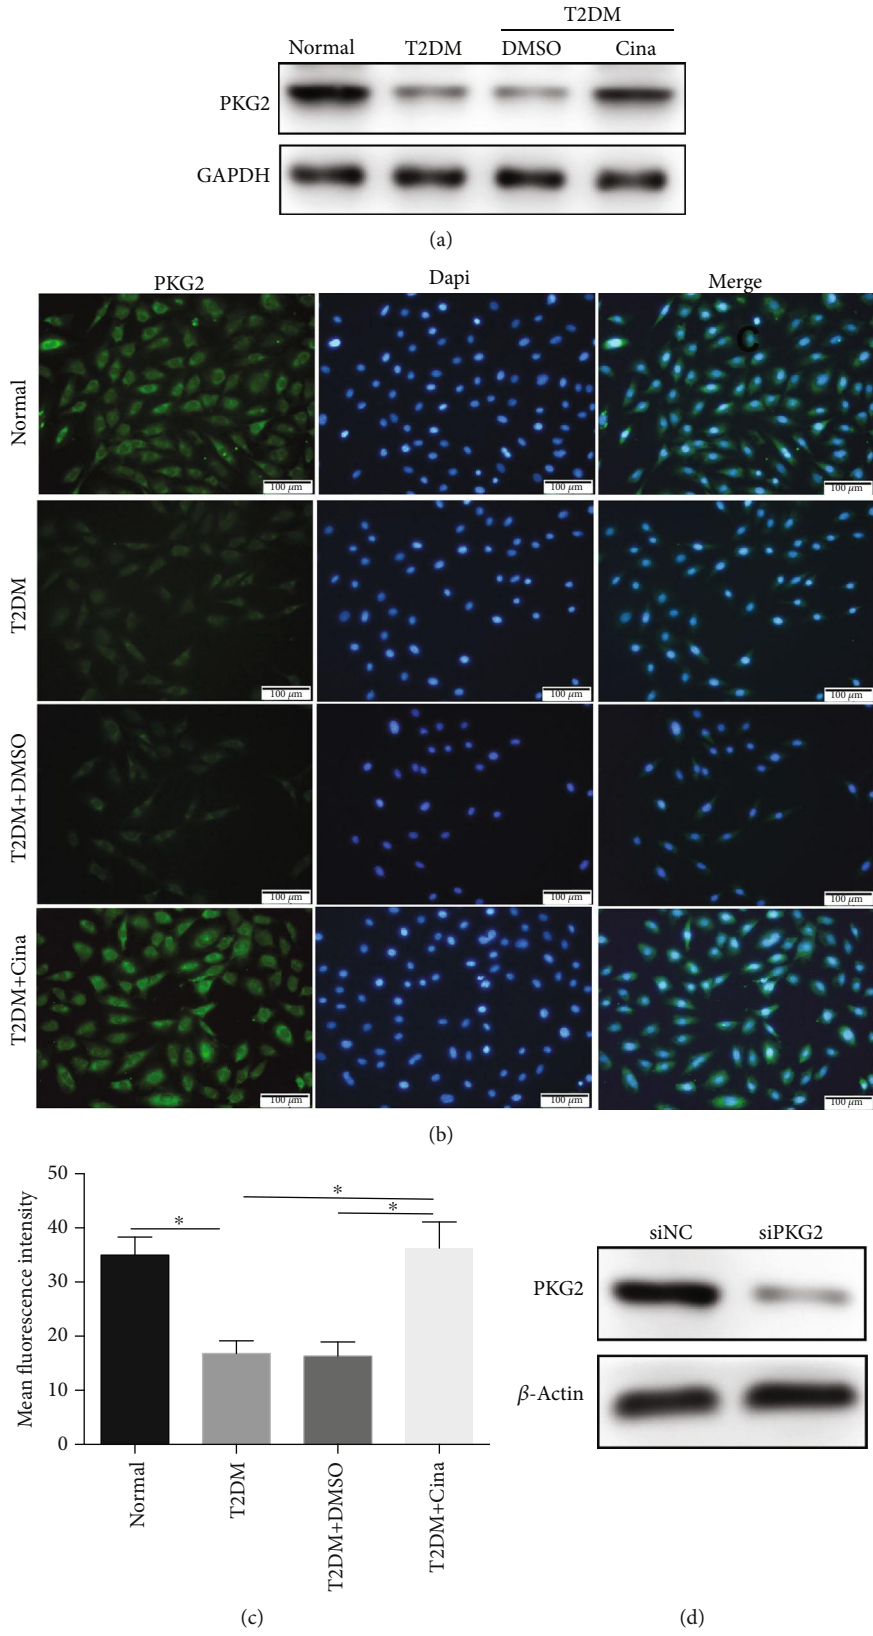 T2DM
Normal T2DM DMSO Cina
PKG2
GAPDH
(a)
PKG2 Dapi Merge
C
Normal
100 μm 100 μm 100 μm
T2DM
100 μm 100 μm 100 μm
T2DM+DMSO
100 μm 100 μm 100 μm
T2DM+Cina
100 μm 100 μm 100 μm
(b)
Mean fluorescence intensity
50
40
30
20
10
0
* * *
Normal
T2DM
T2DM+DMSO
T2DM+Cina
(c)
siNC siPKG2
PKG2
β-Actin
(d)